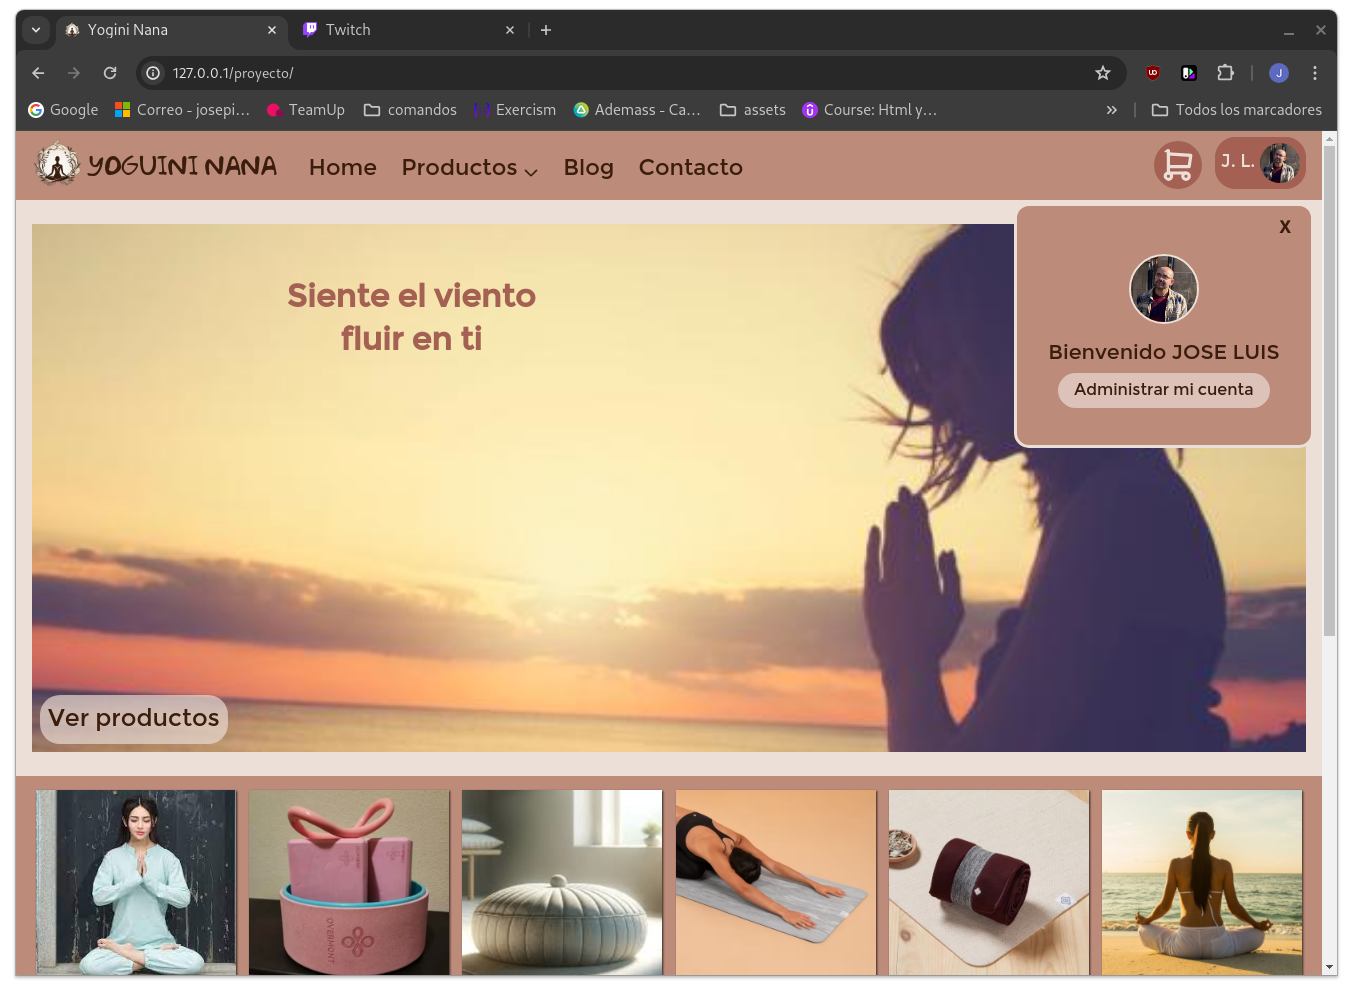 Yogini Nana
Twitch
127.0.0.1/proyecto/
J
Google
Correo - josepi...
TeamUp
comandos
Exercism
Ademass - Ca...
assets
Course: Html y...
Todos los marcadores
YOGUINI NANA
Home
Productos
Blog
Contacto
J. L.
X
Siente el viento
fluir en ti
Bienvenido JOSE LUIS
Administrar mi cuenta
Ver productos
OVERMONT